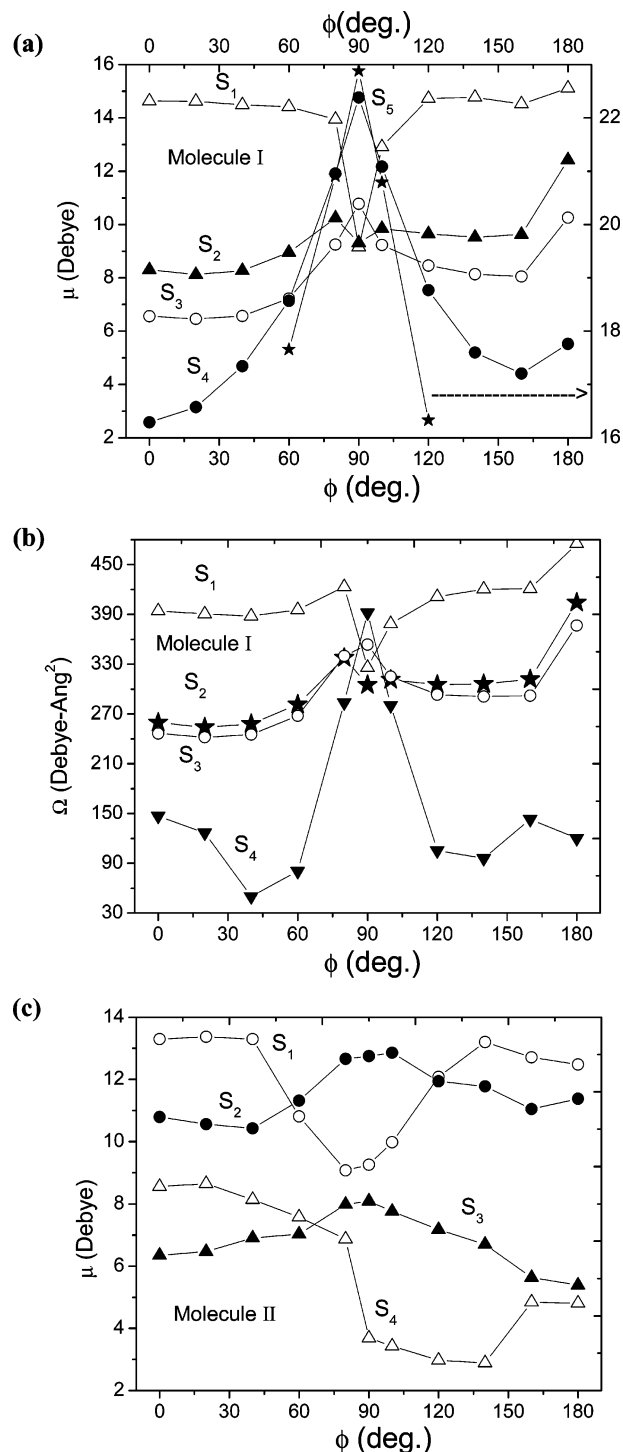 ϕ(deg.)
(a)
0 30 60 90 120 150 180
16
14
12
10
8
6
4
2
22
20
18
16
S₁
S₅
Molecule I
S₂
S₃
S₄
μ (Debye)
0 30 60 90 120 150 180
ϕ (deg.)
(b)
450
390
330
270
210
150
90
30
S₁
Molecule I
S₂
S₃
S₄
Ω (Debye-Ang²)
0 30 60 90 120 150 180
ϕ (deg.)
(c)
14
12
10
8
6
4
2
S₁
S₂
S₃
S₄
Molecule II
μ (Debye)
0 30 60 90 120 150 180
ϕ (deg.)